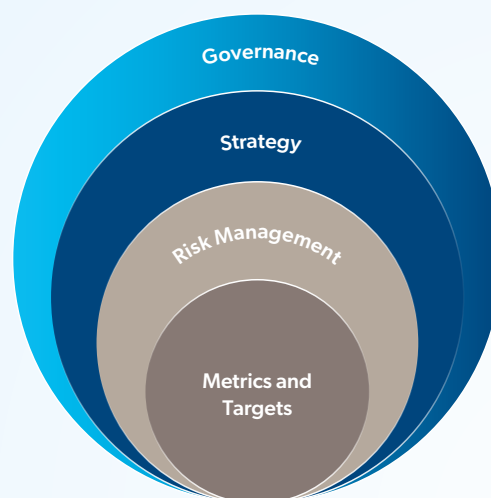 Governance
Strategy
Risk Management
Metrics and
Targets